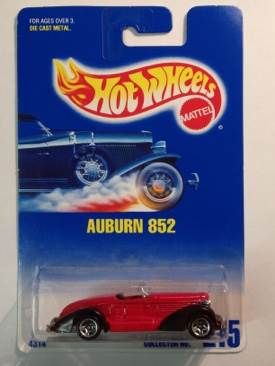 FOR AGES OVER 3.
DIE CAST METAL.
Hot Wheels
MATTEL
®
AUBURN 852
4314
COLLECTOR NO.